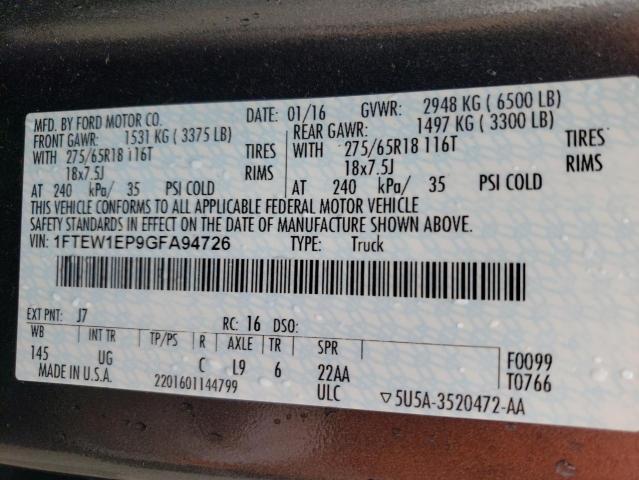 MFD. BY FORD MOTOR CO.
DATE: 01/16 GVWR: 2948 KG ( 6500 LB)
FRONT GAWR: 1531 KG ( 3375 LB)
REAR GAWR: 1497 KG ( 3300 LB)
WITH 275/65R18 116T TIRES
WITH 275/65R18 116T TIRES
18x7.5J RIMS
18x7.5J RIMS
AT 240 kPa/ 35 PSI COLD
AT 240 kPa/ 35 PSI COLD
THIS VEHICLE CONFORMS TO ALL APPLICABLE FEDERAL MOTOR VEHICLE
SAFETY STANDARDS IN EFFECT ON THE DATE OF MANUFACTURE SHOWN ABOVE.
VIN: 1FTEW1EP9GFA94726 TYPE: Truck
EXT PNT: J7 RC: 16 DSO:
WB INT TR TP/PS R AXLE TR SPR
145 UG C L9 6 22AA
F0099
T0766
MADE IN U.S.A. 2201601144799 ULC ▽5U5A-3520472-AA